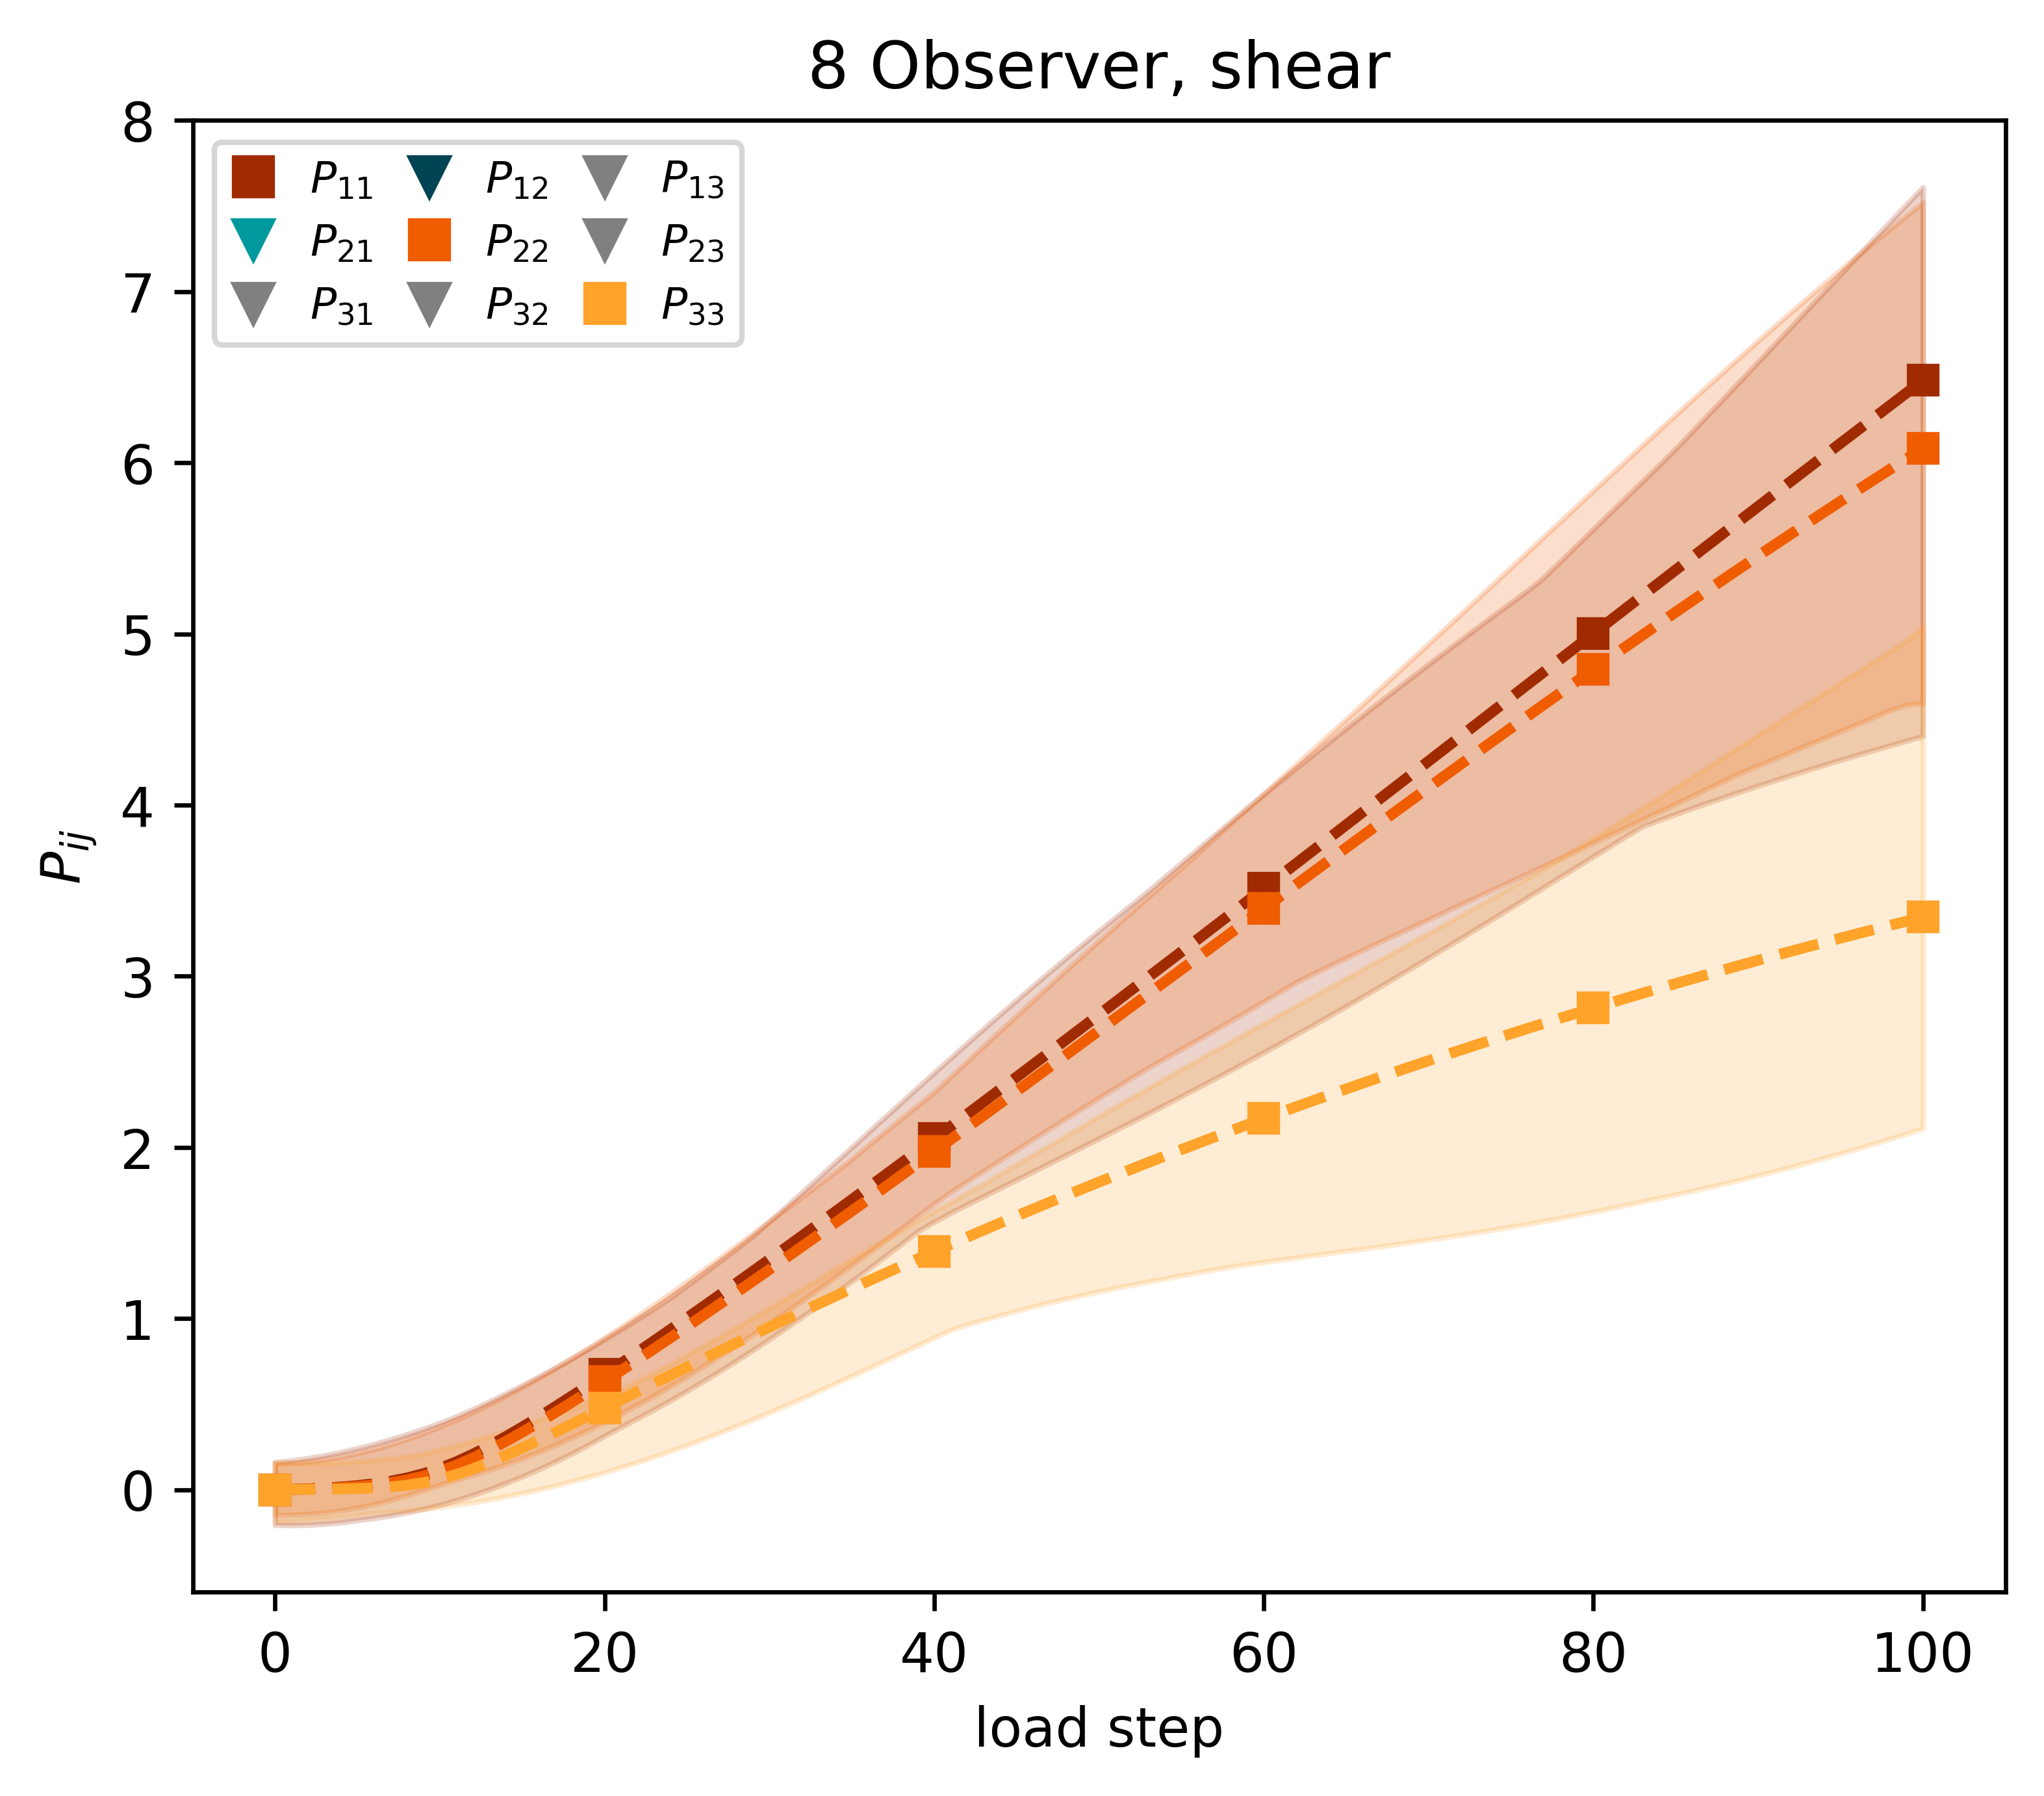 8 Observer, shear
8
7
6
5
4
3
2
1
0
P₁₁ P₁₂ P₁₃
P₂₁ P₂₂ P₂₃
P₃₁ P₃₂ P₃₃
Pᵢⱼ
0 20 40 60 80 100
load step